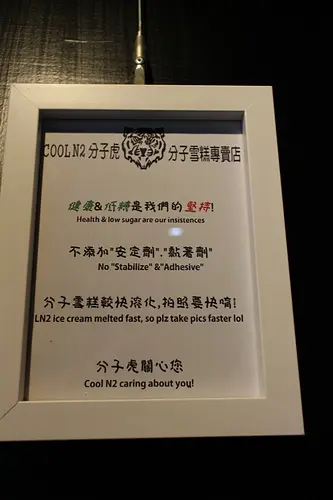 COOL N2 分子虎 分子雪糕專賣店
健康&低糖是我們的 堅持!
Health & low sugar are our insistences
不添加"安定劑"."黏著劑"
No "Stabilize" &"Adhesive"
分子雪糕較快溶化,拍照要快唷!
LN2 ice cream melted fast, so plz take pics faster lol
分子虎關心您
Cool N2 caring about you!